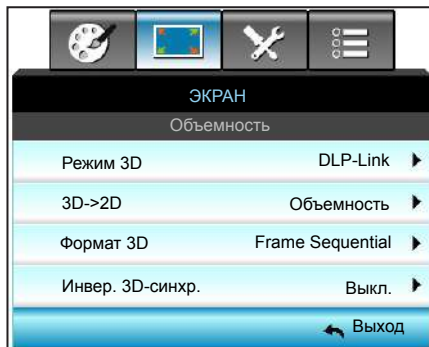 ЭКРАН
Объемность
Режим 3D DLP-Link
3D->2D Объемность
Формат 3D Frame Sequential
Инвер. 3D-синхр. Выкл.
Выход